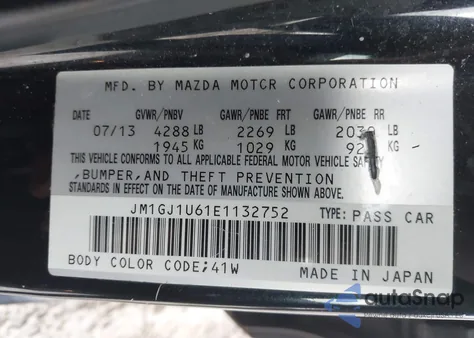 MFD. BY MAZDA MOTOR CORPORATION
DATE GVWR/PNBV GAWR/PNBE FRT GAWR/PNBE RR
07/13 4288 LB 2269 LB LB
1945 KG 1029 KG KG
THIS VEHICLE CONFORMS TO ALL APPLICABLE FEDERAL MOTOR VEHICLE SAFETY
,BUMPER,AND THEFT PREVENTION
STANDARDS IN EFFECT ON THE DATE OF MANUFACTURE SHOWN ABOVE.
JM1GJ1U61E1132752 TYPE: PASS CAR
BODY COLOR CODE;41W MADE IN JAPAN
autoSnap